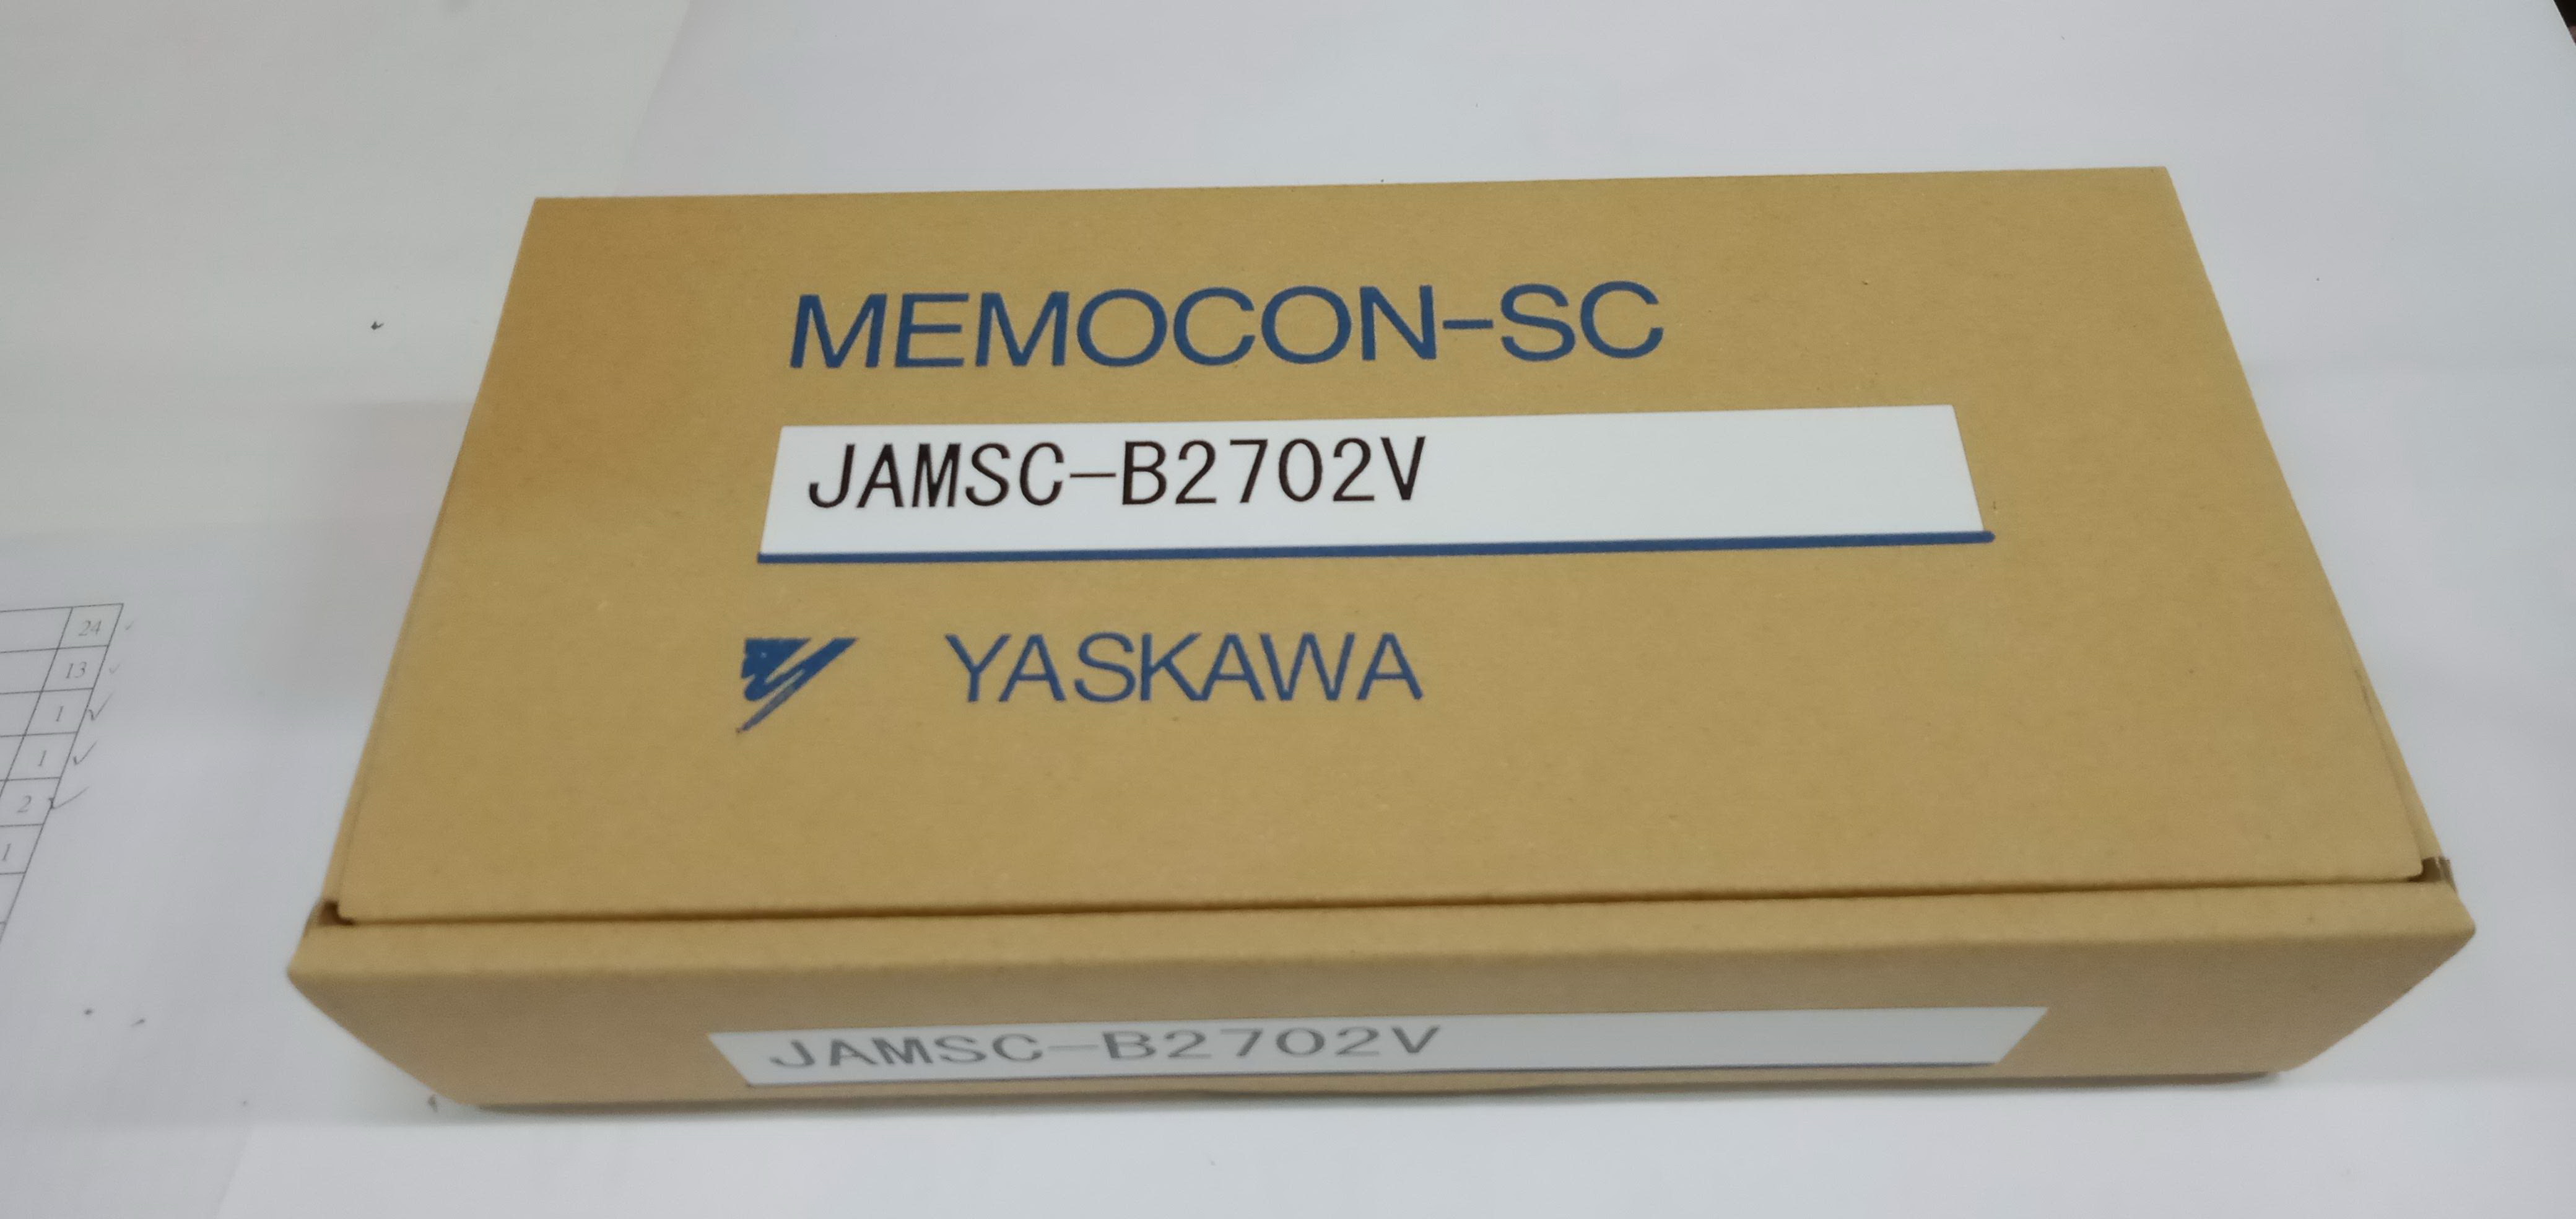 MEMOCON-SC
JAMSC-B2702V
YASKAWA
JAMSC-B2702V
24
13
1
1
2
1